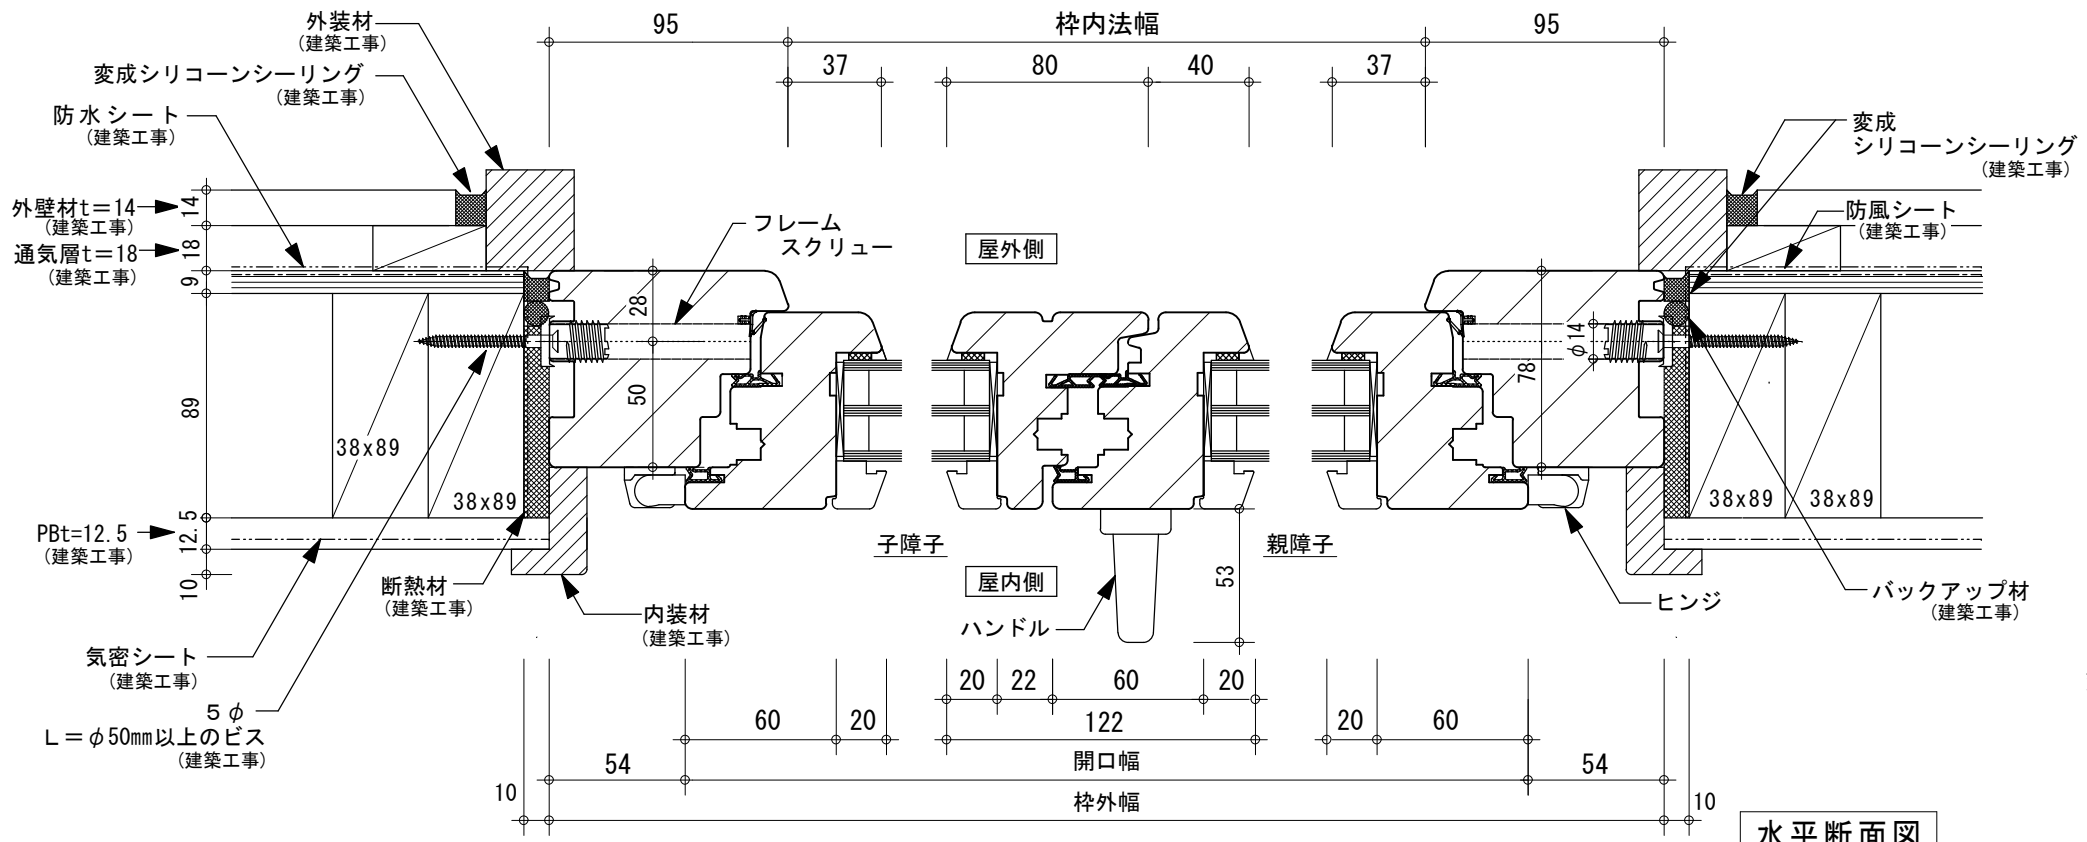 外装材
(建築工事)
95
枠内法幅
95
変成シリコーンシーリング
(建築工事)
37
80
40
37
防水シート
(建築工事)
変成
シリコーンシーリング
(建築工事)
外壁材t＝14
(建築工事)
14
フレーム
スクリュー
屋外側
防風シート
(建築工事)
通気層t＝18
(建築工事)
18
9
28
φ14
89
50
78
38x89
38x89
38x89
38x89
PBt=12.5
(建築工事)
12.5
10
断熱材
(建築工事)
内装材
(建築工事)
子障子
親障子
屋内側
53
ハンドル
ヒンジ
バックアップ材
(建築工事)
気密シート
(建築工事)
5φ
L＝φ50mm以上のビス
(建築工事)
20
22
60
20
60
20
122
20
60
54
開口幅
54
10
枠外幅
10
水平断面図